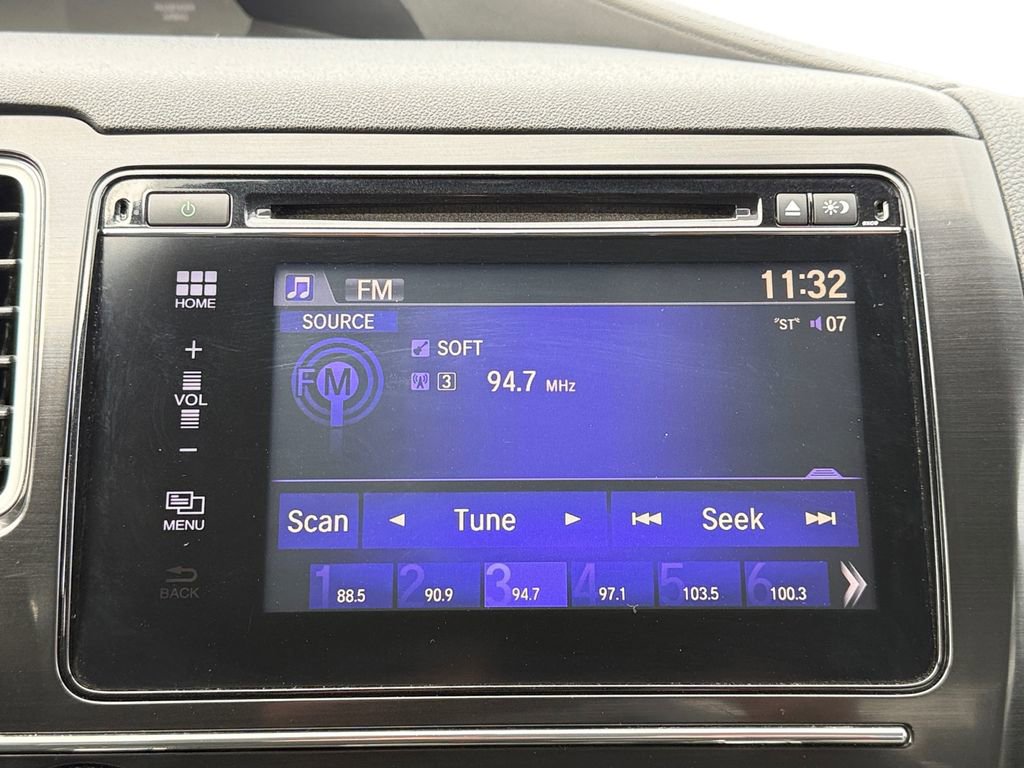 FM
11:32
HOME
SOURCE
"ST"
07
SOFT
FM
3
94.7 MHz
+
VOL
−
MENU
Scan
Tune
Seek
BACK
1 88.5
2 90.9
3 94.7
4 97.1
5 103.5
6 100.3